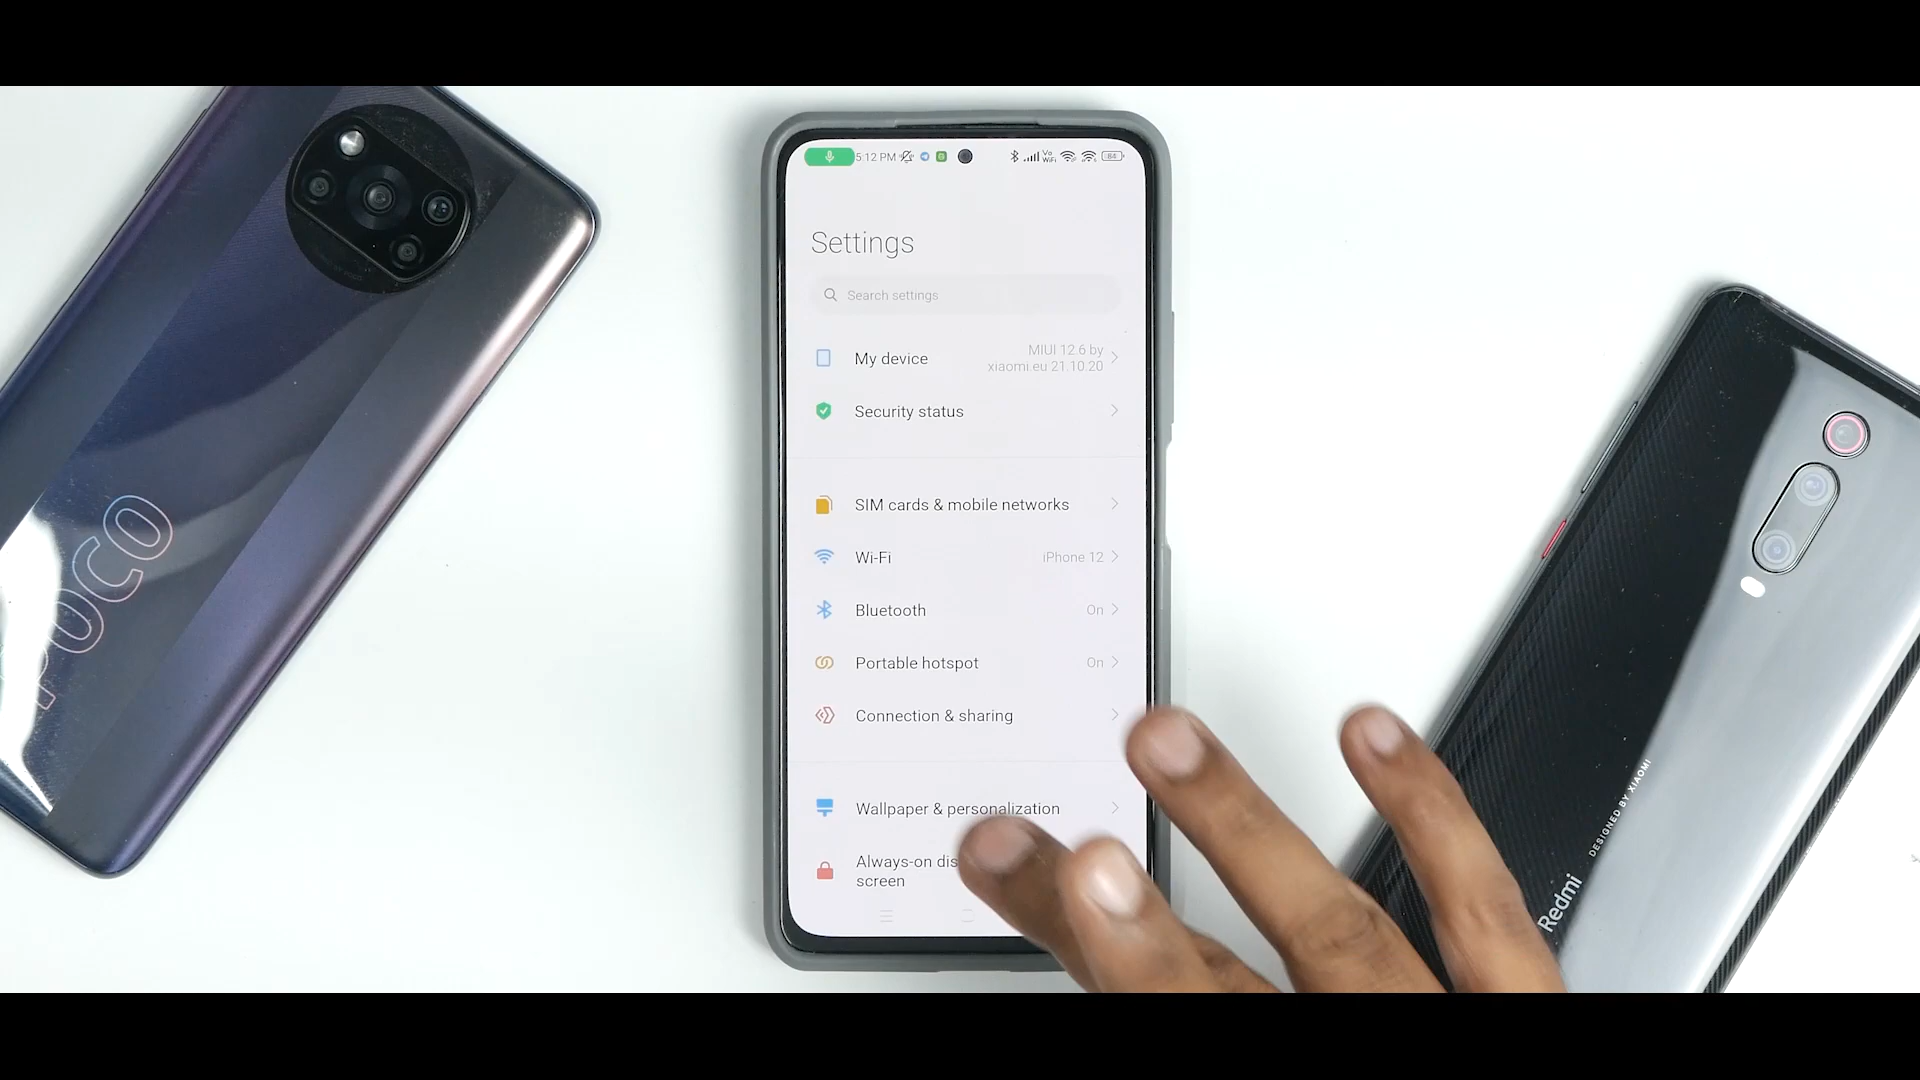 5:12 PM
84
Settings
Search settings
My device
MIUI 12.6 by
xiaomi.eu 21.10.20
Security status
SIM cards & mobile networks
Wi-Fi
iPhone 12
Bluetooth
On
Portable hotspot
On
Connection & sharing
Wallpaper & personalization
Always-on dis
screen
POCO
Redmi
DESIGNED BY XIAOMI